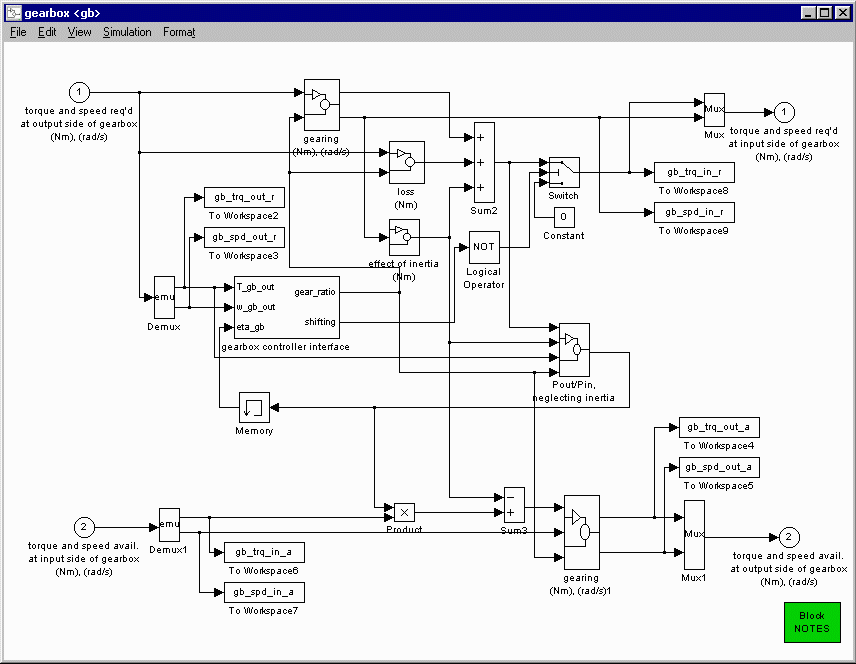 gearbox <gb>
File Edit View Simulation Format
1
torque and speed req'd
at output side of gearbox
(Nm), (rad/s)
gearing
(Nm), (rad/s)
loss
(Nm)
effect of inertia
(Nm)
+
+
+
Sum2
Switch
0
Constant
NOT
Logical
Operator
Mux
Mux
1
torque and speed req'd
at input side of gearbox
(Nm), (rad/s)
gb_trq_in_r
To Workspace8
gb_spd_in_r
To Workspace9
gb_trq_out_r
To Workspace2
gb_spd_out_r
To Workspace3
emu
Demux
T_gb_out
w_gb_out
eta_gb
gear_ratio
shifting
gearbox controller interface
Pout/Pin,
neglecting inertia
Memory
gb_trq_out_a
To Workspace4
gb_spd_out_a
To Workspace5
2
torque and speed avail.
at input side of gearbox
(Nm), (rad/s)
emu
Demux1
×
Product
−
+
Sum3
gb_trq_in_a
To Workspace6
gb_spd_in_a
To Workspace7
gearing
(Nm), (rad/s)1
Mux
Mux1
2
torque and speed avail.
at output side of gearbox
(Nm), (rad/s)
Block
NOTES